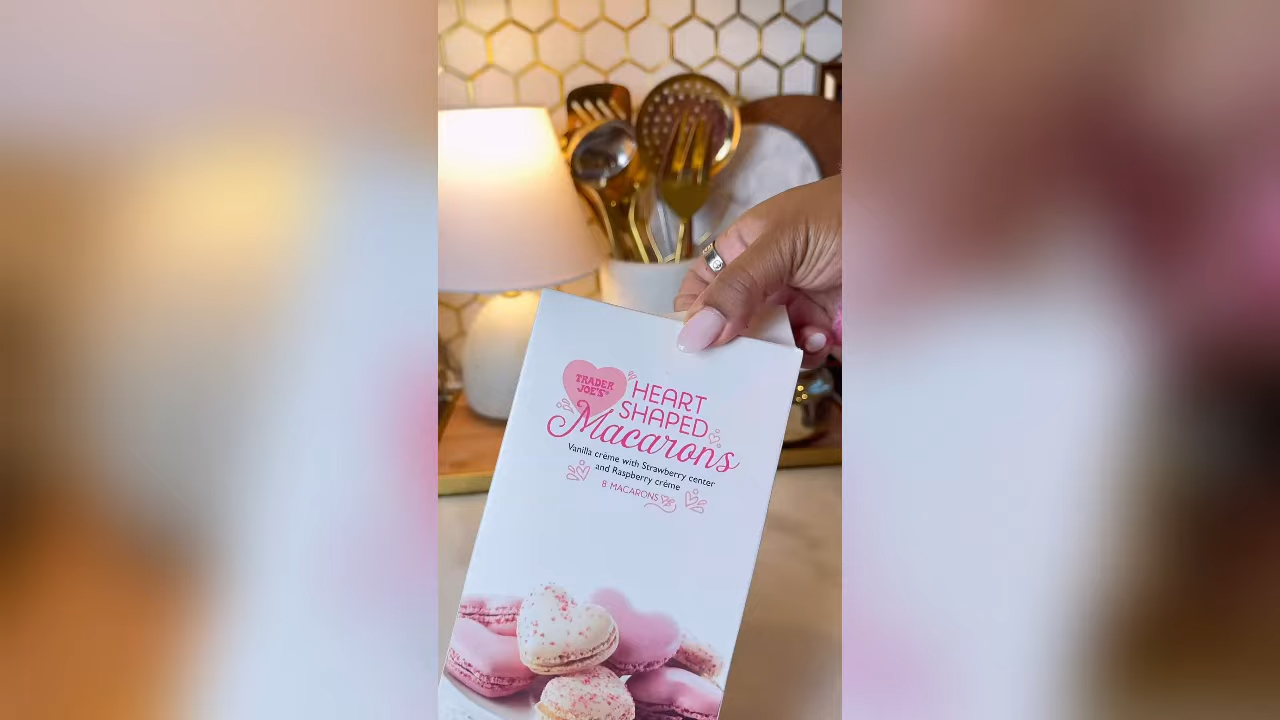 TRADER
JOE'S
HEART
SHAPED
Macarons
Vanilla crème with Strawberry center
and Raspberry crème
8 MACARONS